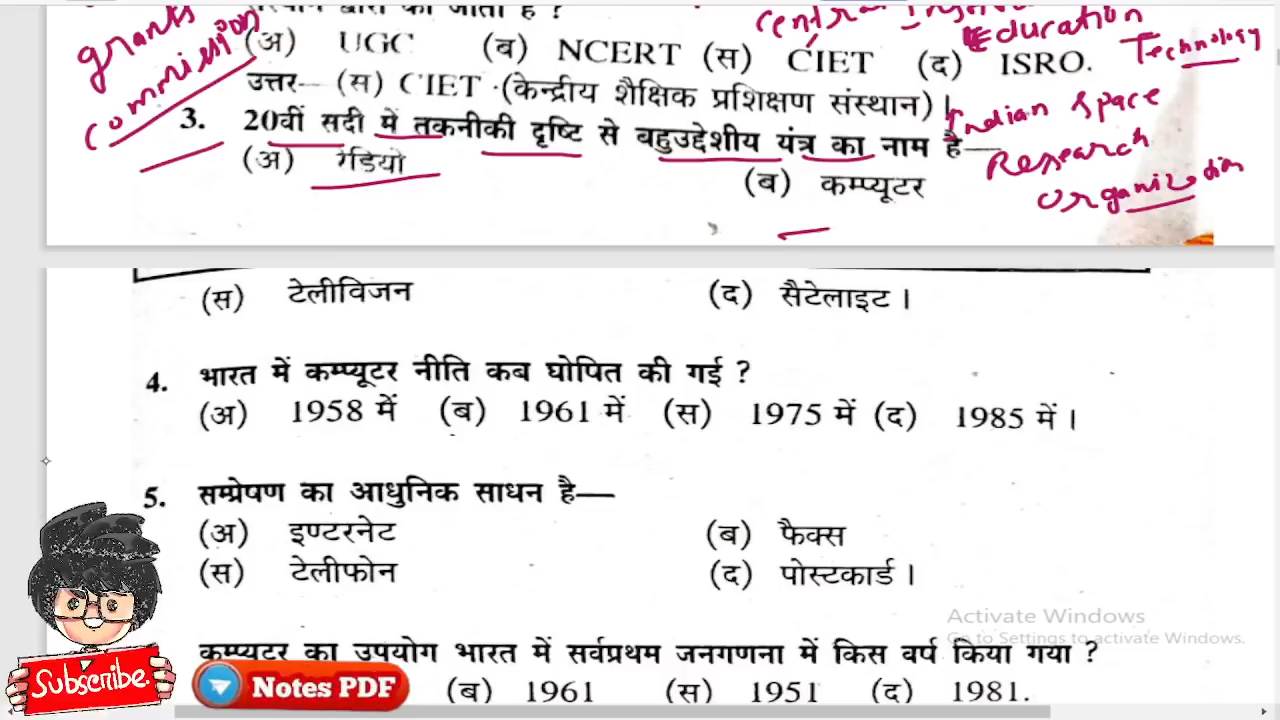 द्वारा की जाती है ?
(अ) UGC (ब) NCERT (स) CIET (द) ISRO.
उत्तर— (स) CIET (केन्द्रीय शैक्षिक प्रशिक्षण संस्थान) ।
3. 20वीं सदी में तकनीकी दृष्टि से बहुउद्देशीय यंत्र का नाम है—
(अ) रेडियो (ब) कम्प्यूटर
grants
commission
central
Education
Technology
Indian space
Research
organization
(स) टेलीविजन (द) सैटेलाइट ।
4. भारत में कम्प्यूटर नीति कब घोषित की गई ?
(अ) 1958 में (ब) 1961 में (स) 1975 में (द) 1985 में ।
5. सम्प्रेषण का आधुनिक साधन है—
(अ) इण्टरनेट (ब) फैक्स
(स) टेलीफोन (द) पोस्टकार्ड ।
कम्प्यूटर का उपयोग भारत में सर्वप्रथम जनगणना में किस वर्ष किया गया ?
(ब) 1961 (स) 1951 (द) 1981.
Activate Windows
Go to Settings to activate Windows.
Subscribe.
Notes PDF